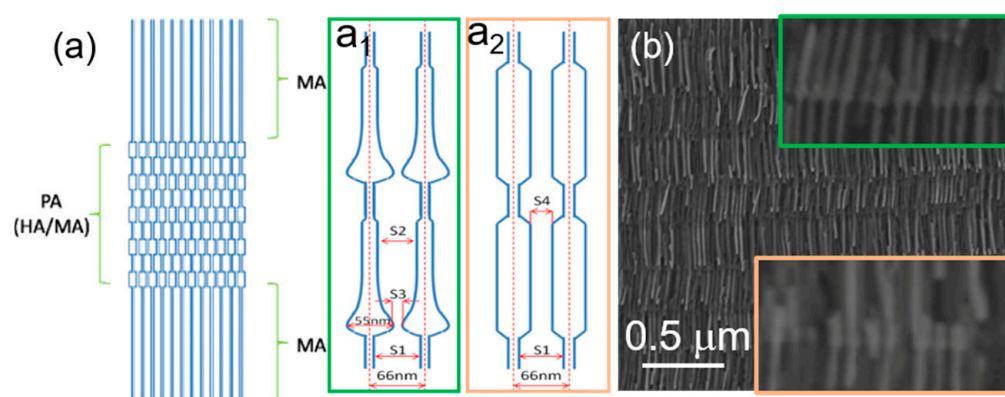 (a)
MA
PA
(HA/MA)
MA
a1
S2
S3
55nm
S1
66nm
a2
S4
S1
66nm
(b)
0.5 μm